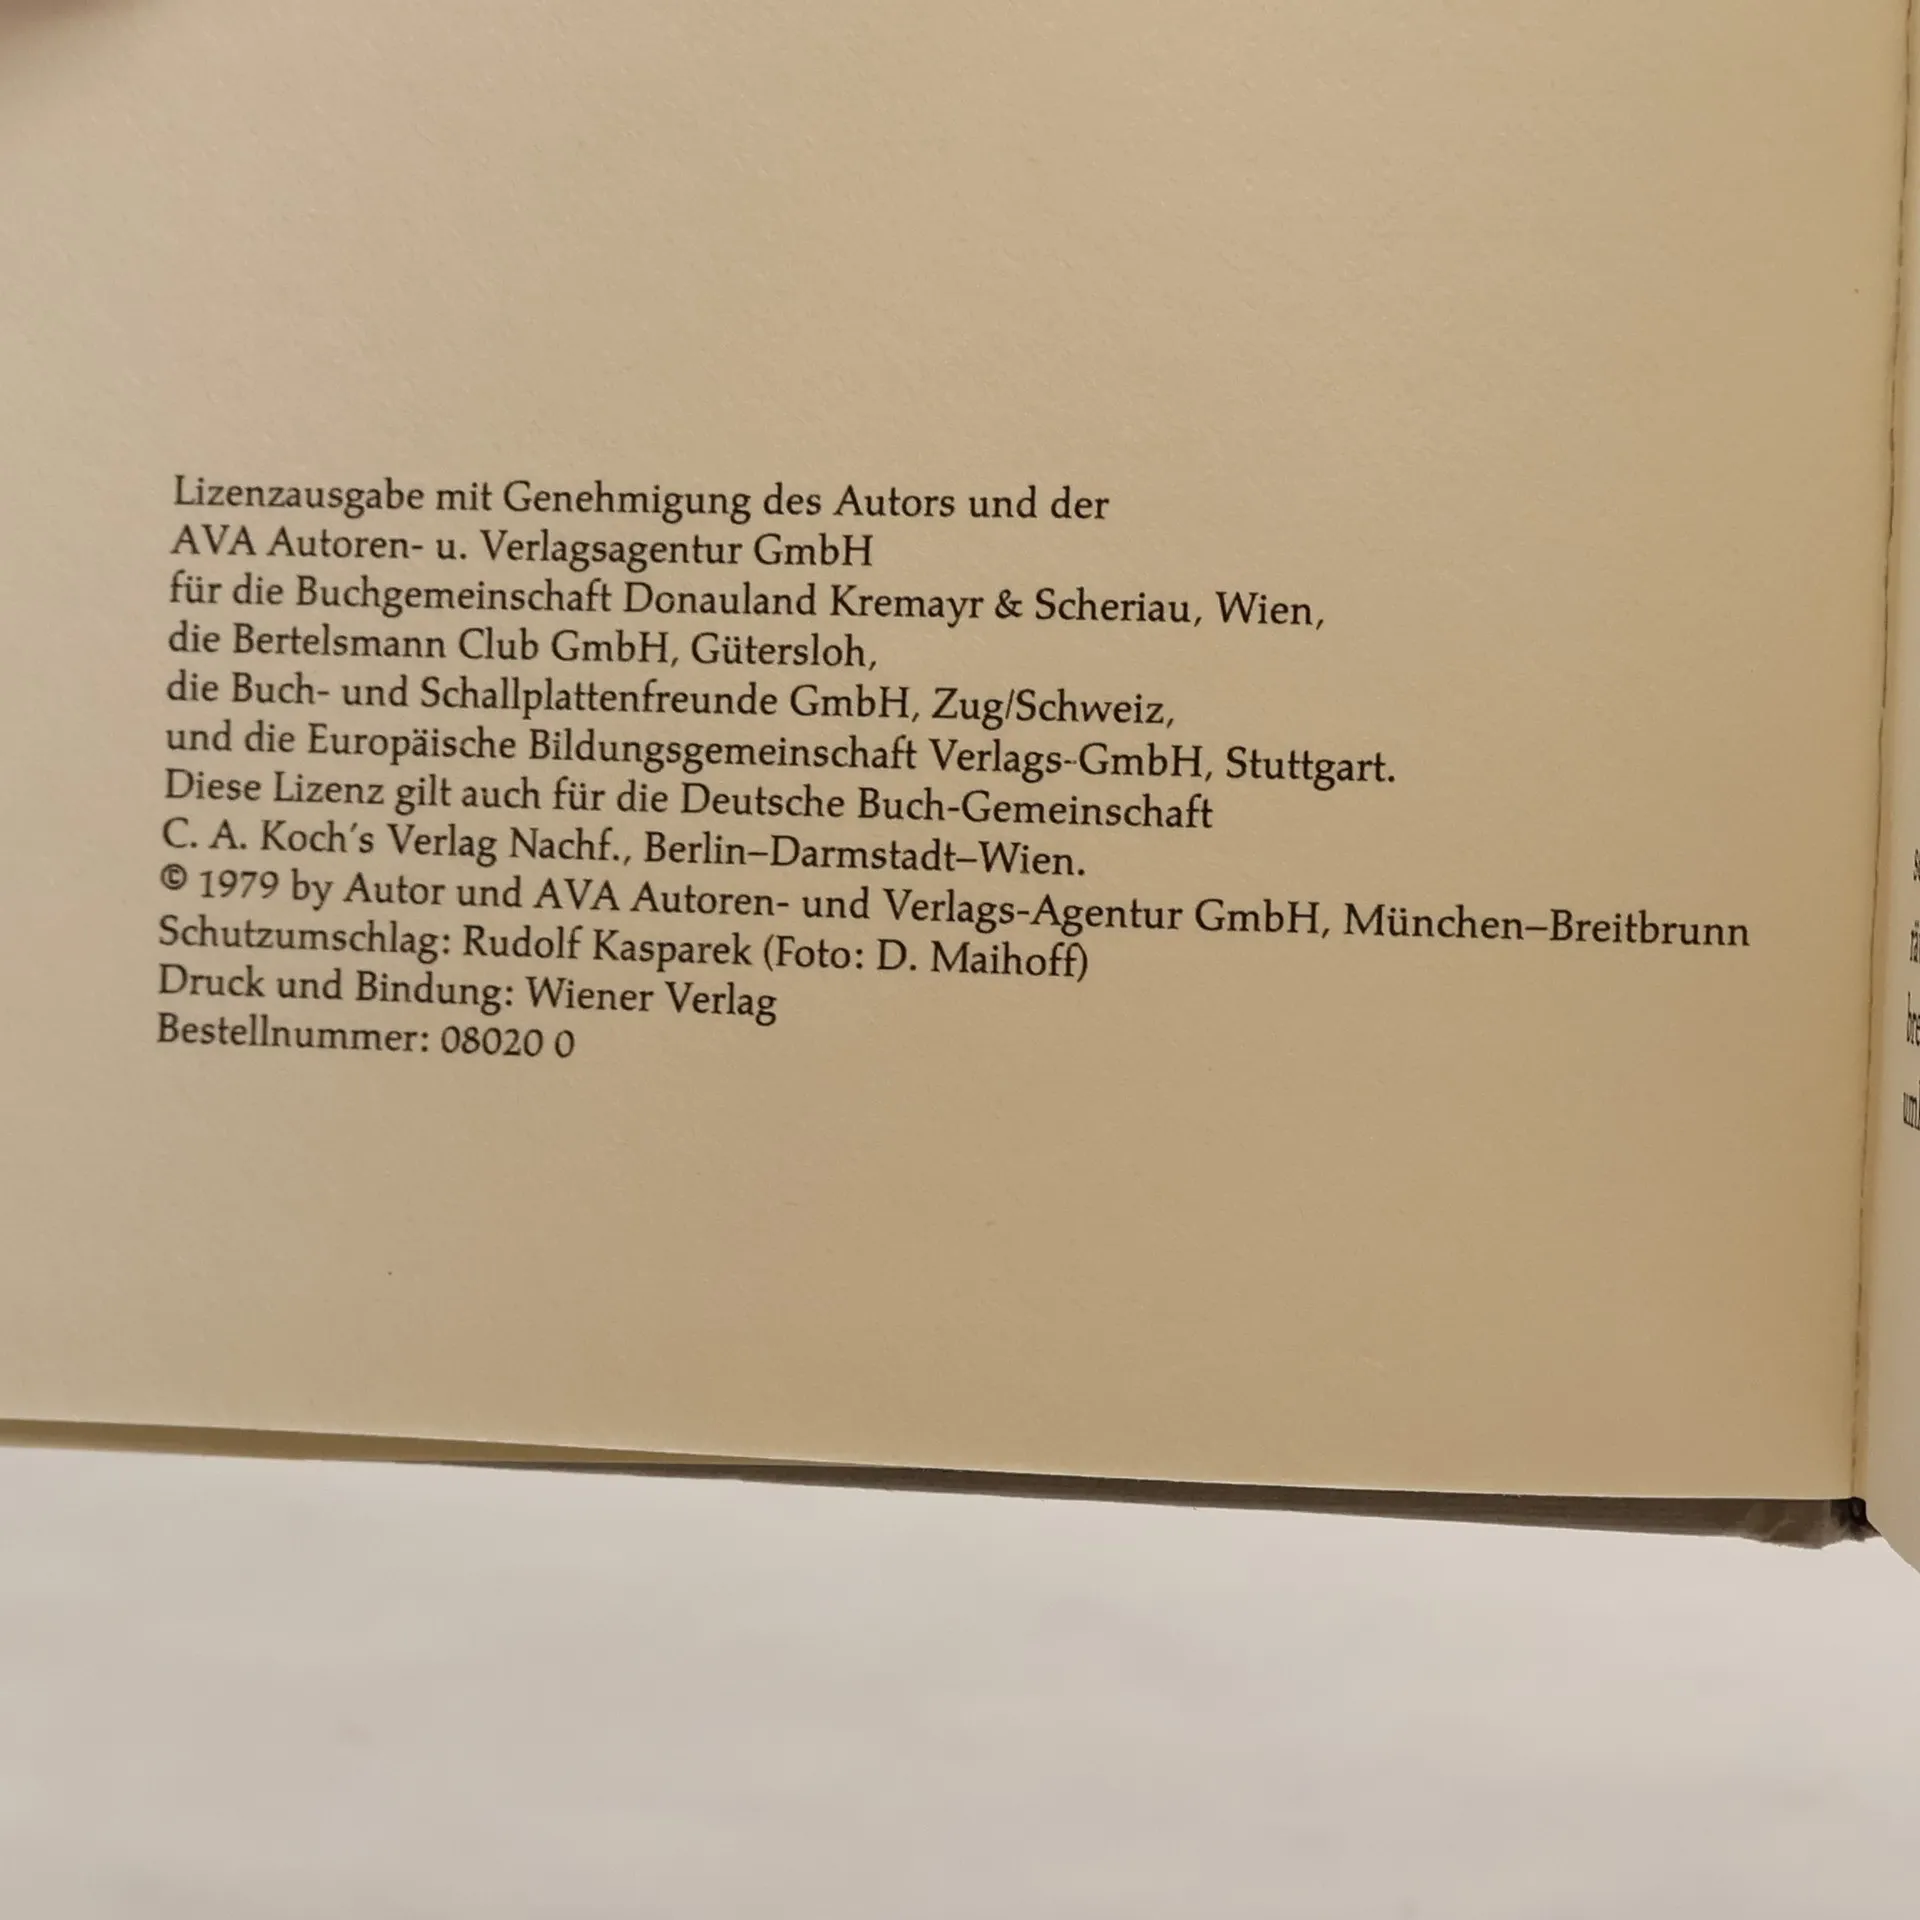 Lizenzausgabe mit Genehmigung des Autors und der
AVA Autoren- u. Verlagsagentur GmbH
für die Buchgemeinschaft Donauland Kremayr & Scheriau, Wien,
die Bertelsmann Club GmbH, Gütersloh,
die Buch- und Schallplattenfreunde GmbH, Zug/Schweiz,
und die Europäische Bildungsgemeinschaft Verlags-GmbH, Stuttgart.
Diese Lizenz gilt auch für die Deutsche Buch-Gemeinschaft
C. A. Koch's Verlag Nachf., Berlin–Darmstadt–Wien.
© 1979 by Autor und AVA Autoren- und Verlags-Agentur GmbH, München–Breitbrunn
Schutzumschlag: Rudolf Kasparek (Foto: D. Maihoff)
Druck und Bindung: Wiener Verlag
Bestellnummer: 08020 0